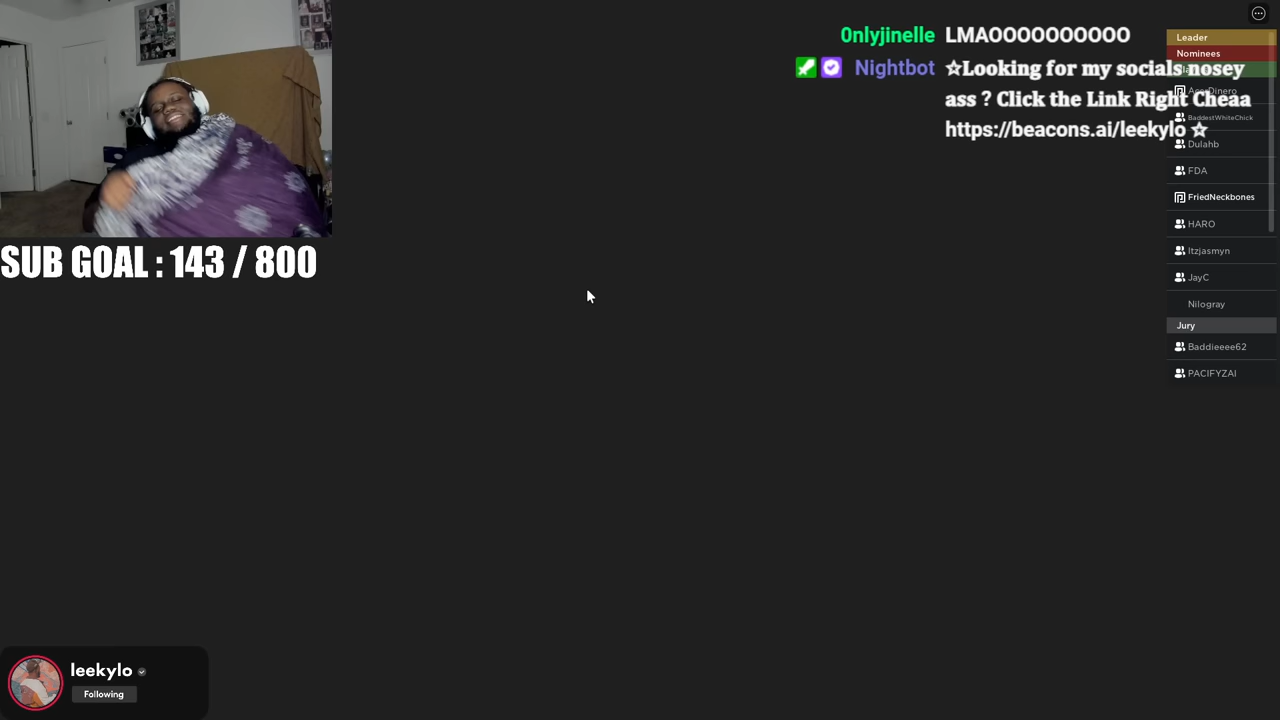 0nlyjinelle LMAOOOOOOOOOO
Nightbot ☆Looking for my socials nosey
ass ? Click the Link Right Cheaa
https://beacons.ai/leekylo ☆
Leader
Nominees
BaddestWhiteChick
Dulahb
FDA
FriedNeckbones
HARO
Itzjasmyn
JayC
Nilogray
Jury
Baddieeee62
PACIFYZAI
SUB GOAL : 143 / 800
leekylo
Following